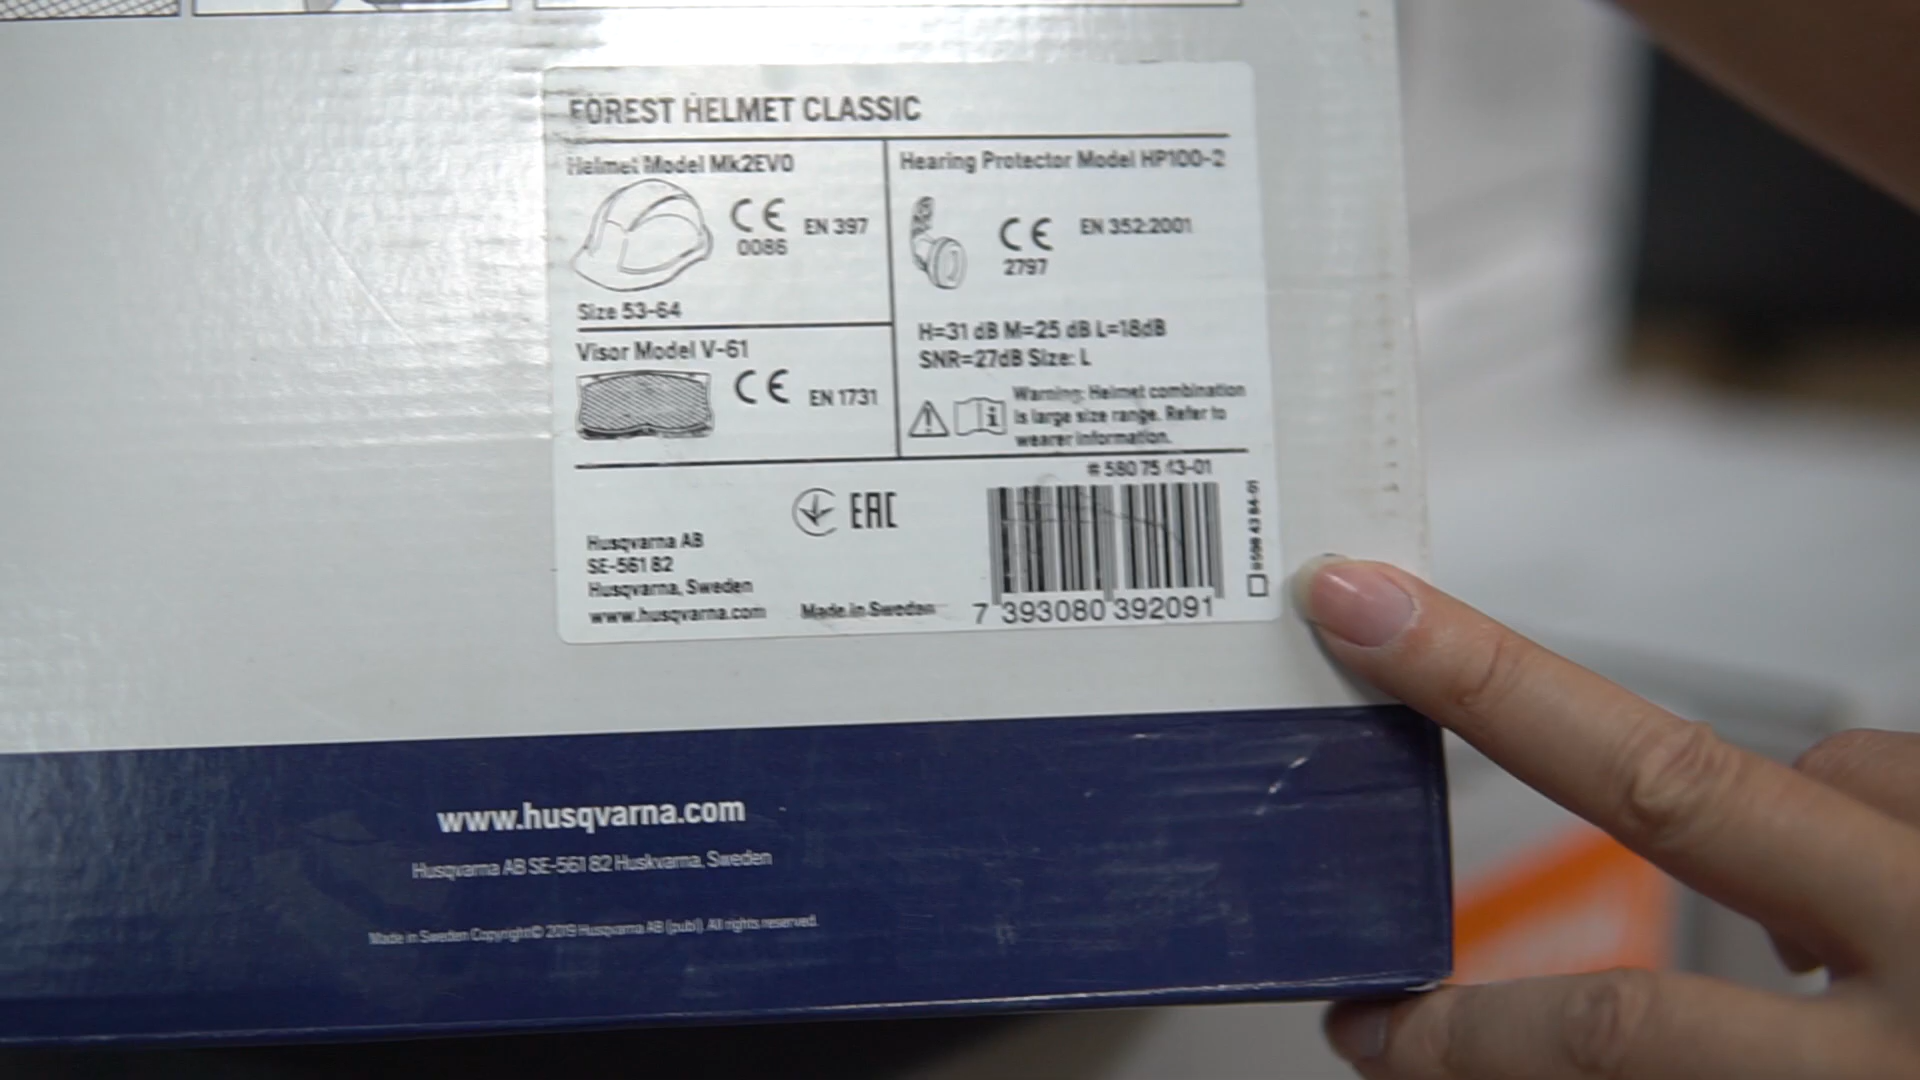 FOREST HELMET CLASSIC
Helmet Model Mk2EVO
CE
0086
EN 397
Size 53-64
Visor Model V-61
CE
EN 1731
Hearing Protector Model HP100-2
CE
2797
EN 352:2001
H=31 dB M=25 dB L=18dB
SNR=27dB Size: L
Warning: Helmet combination
is large size range. Refer to
wearer information.
# 580 75 43-01
EAC
Husqvarna AB
SE-561 82
Husqvarna, Sweden
www.husqvarna.com
Made in Sweden
7 393080 392091
www.husqvarna.com
Husqvarna AB SE-561 82 Huskvarna, Sweden
Made in Sweden Copyright© 2019 Husqvarna AB (publ). All rights reserved.